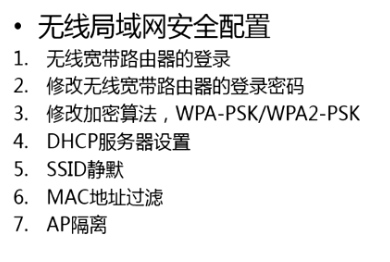 • 无线局域网安全配置
1. 无线宽带路由器的登录
2. 修改无线宽带路由器的登录密码
3. 修改加密算法，WPA-PSK/WPA2-PSK
4. DHCP服务器设置
5. SSID静默
6. MAC地址过滤
7. AP隔离